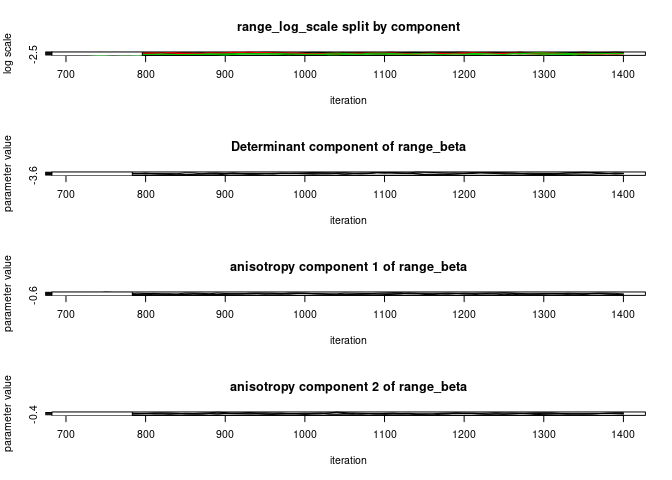 range_log_scale split by component
log scale
-2.5
700 800 900 1000 1100 1200 1300 1400
iteration
Determinant component of range_beta
parameter value
-3.6
700 800 900 1000 1100 1200 1300 1400
iteration
anisotropy component 1 of range_beta
parameter value
-0.6
700 800 900 1000 1100 1200 1300 1400
iteration
anisotropy component 2 of range_beta
parameter value
-0.4
700 800 900 1000 1100 1200 1300 1400
iteration